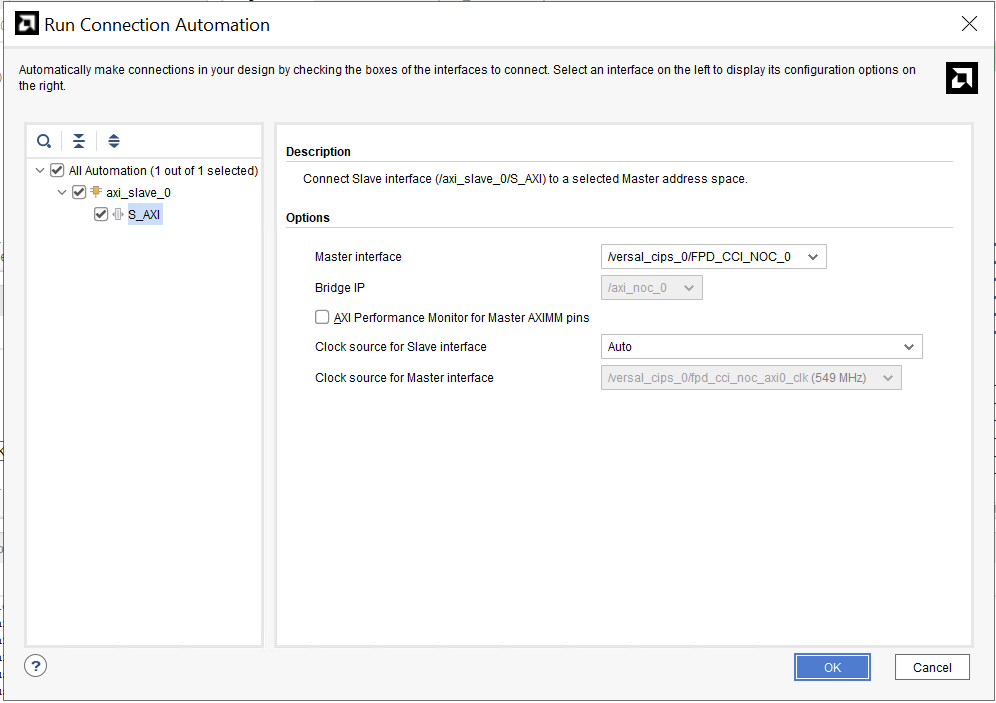 Run Connection Automation
Automatically make connections in your design by checking the boxes of the interfaces to connect. Select an interface on the left to display its configuration options on
the right.
All Automation (1 out of 1 selected)
axi_slave_0
S_AXI
Description
Connect Slave interface (/axi_slave_0/S_AXI) to a selected Master address space.
Options
Master interface
/versal_cips_0/FPD_CCI_NOC_0
Bridge IP
/axi_noc_0
AXI Performance Monitor for Master AXIMM pins
Clock source for Slave interface
Auto
Clock source for Master interface
/versal_cips_0/fpd_cci_noc_axi0_clk (549 MHz)
?
OK
Cancel